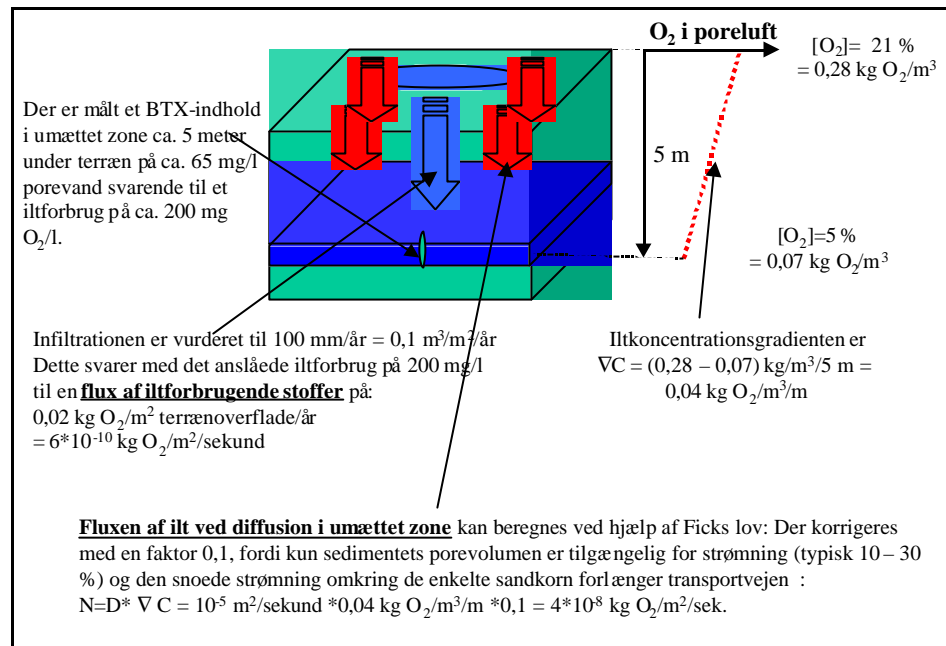 O₂ i poreluft
[O₂]= 21 %
= 0,28 kg O₂/m³
Der er målt et BTX-indhold
i umættet zone ca. 5 meter
under terræn på ca. 65 mg/l
porevand svarende til et
iltforbrug på ca. 200 mg
O₂/l.
5 m
[O₂]=5 %
= 0,07 kg O₂/m³
Infiltrationen er vurderet til 100 mm/år = 0,1 m³/m²/år
Dette svarer med det anslåede iltforbrug på 200 mg/l
til en flux af iltforbrugende stoffer på:
0,02 kg O₂/m² terrænoverflade/år
= 6*10⁻¹⁰ kg O₂/m²/sekund
Iltkoncentrationsgradienten er
∇C = (0,28 – 0,07) kg/m³/5 m =
0,04 kg O₂/m³/m
Fluxen af ilt ved diffusion i umættet zone kan beregnes ved hjælp af Ficks lov: Der korrigeres
med en faktor 0,1, fordi kun sedimentets porevolumen er tilgængelig for strømning (typisk 10 – 30
%) og den snoede strømning omkring de enkelte sandkorn forlænger transportvejen :
N=D* ∇ C = 10⁻⁵ m²/sekund *0,04 kg O₂/m³/m *0,1 = 4*10⁻⁸ kg O₂/m²/sek.